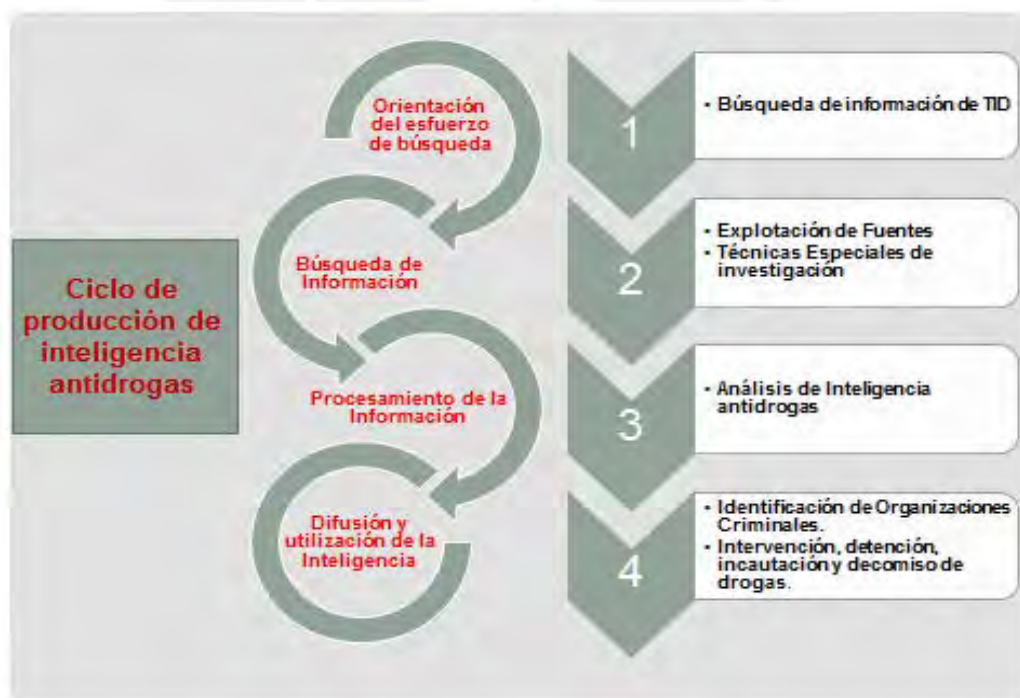 Ciclo de
producción de
inteligencia
antidrogas
Orientación
del esfuerzo
de búsqueda
Búsqueda de
Información
Procesamiento de la
Información
Difusión y
utilización de la
Inteligencia
1
• Búsqueda de información de TID
2
• Explotación de Fuentes
• Técnicas Especiales de
investigación
3
• Análisis de Inteligencia
antidrogas
4
• Identificación de Organizaciones
Criminales.
• Intervención, detención,
incautación y decomiso de
drogas.